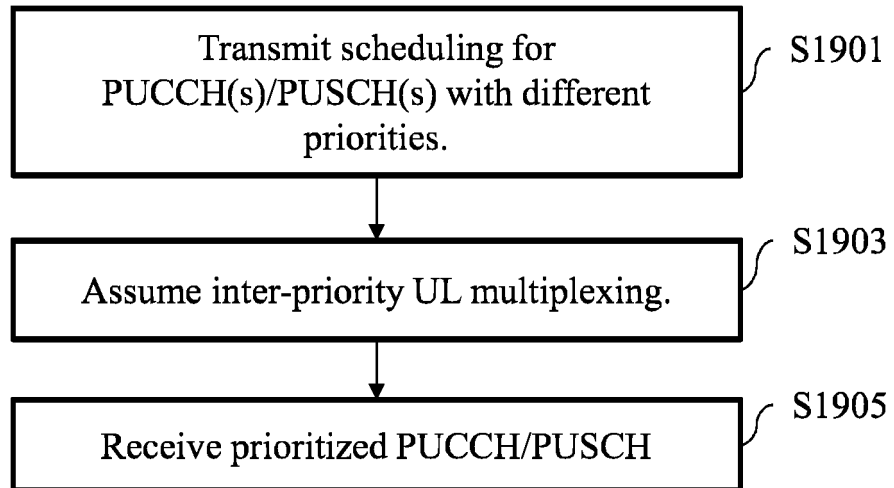 Transmit scheduling for
PUCCH(s)/PUSCH(s) with different
priorities.
S1901
Assume inter-priority UL multiplexing.
S1903
Receive prioritized PUCCH/PUSCH
S1905